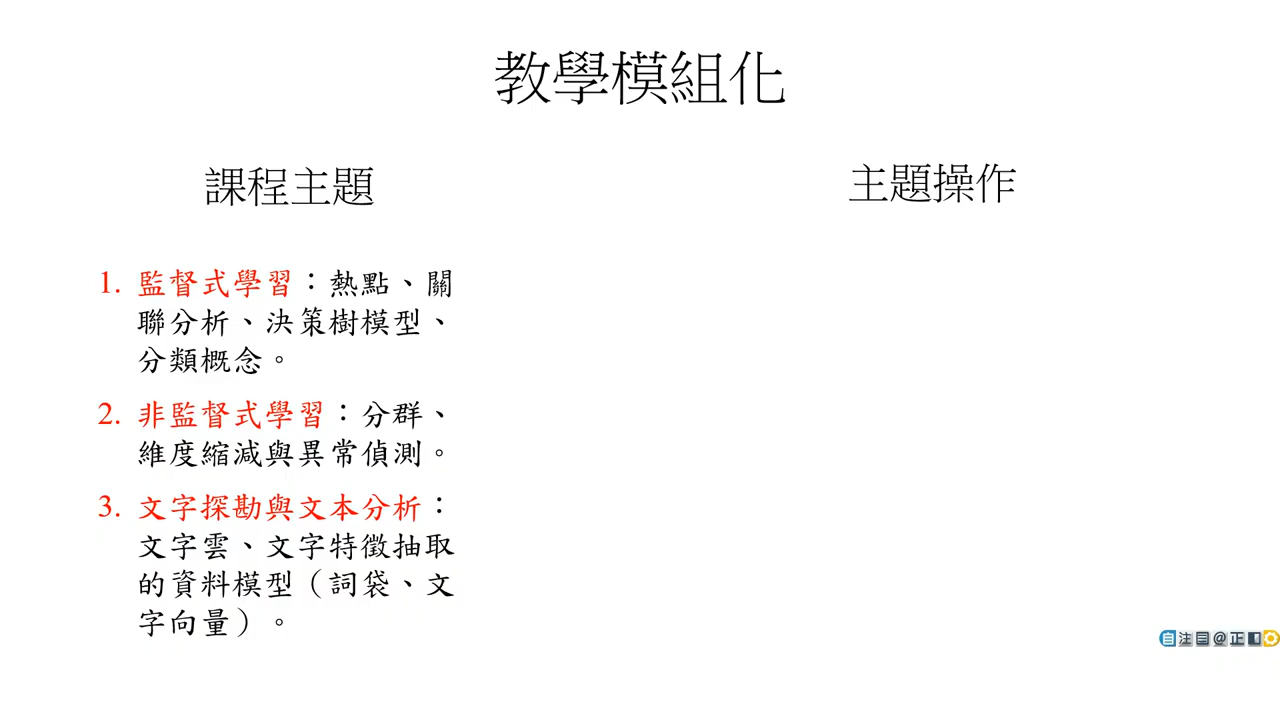 教學模組化
課程主題
主題操作
1. 監督式學習：熱點、關
聯分析、決策樹模型、
分類概念。
2. 非監督式學習：分群、
維度縮減與異常偵測。
3. 文字探勘與文本分析：
文字雲、文字特徵抽取
的資料模型（詞袋、文
字向量）。
自注目@正